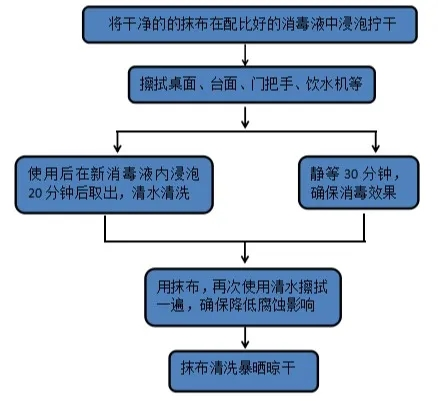 将干净的的抹布在配比好的消毒液中浸泡拧干
擦拭桌面、台面、门把手、饮水机等
使用后在新消毒液内浸泡
20分钟后取出，清水清洗
静等30分钟，
确保消毒效果
用抹布，再次使用清水擦拭
一遍，确保降低腐蚀影响
抹布清洗暴晒晾干